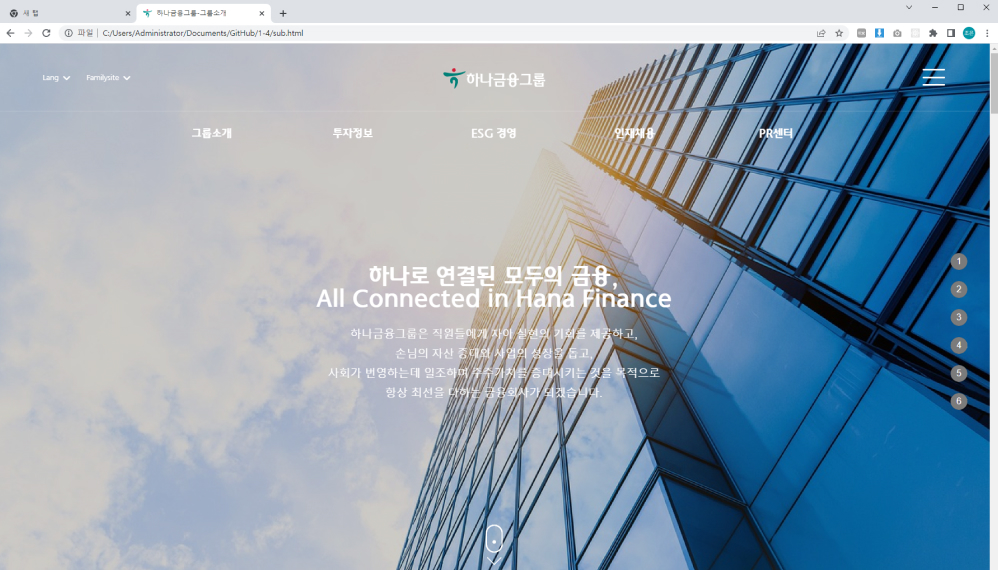 새 탭
하나금융그룹-그룹소개
파일 | C:/Users/Administrator/Documents/GitHub/1-4/sub.html
Lang
Familysite
하나금융그룹
그룹소개
투자정보
ESG 경영
인재채용
PR센터
하나로 연결된 모두의 금융,
All Connected in Hana Finance
하나금융그룹은 직원들에게 자아 실현의 기회를 제공하고,
손님의 자산 증대와 사업의 성장을 돕고,
사회가 번영하는데 일조하며 주주가치를 증대시키는 것을 목적으로
항상 최선을 다하는 금융회사가 되겠습니다.
1
2
3
4
5
6